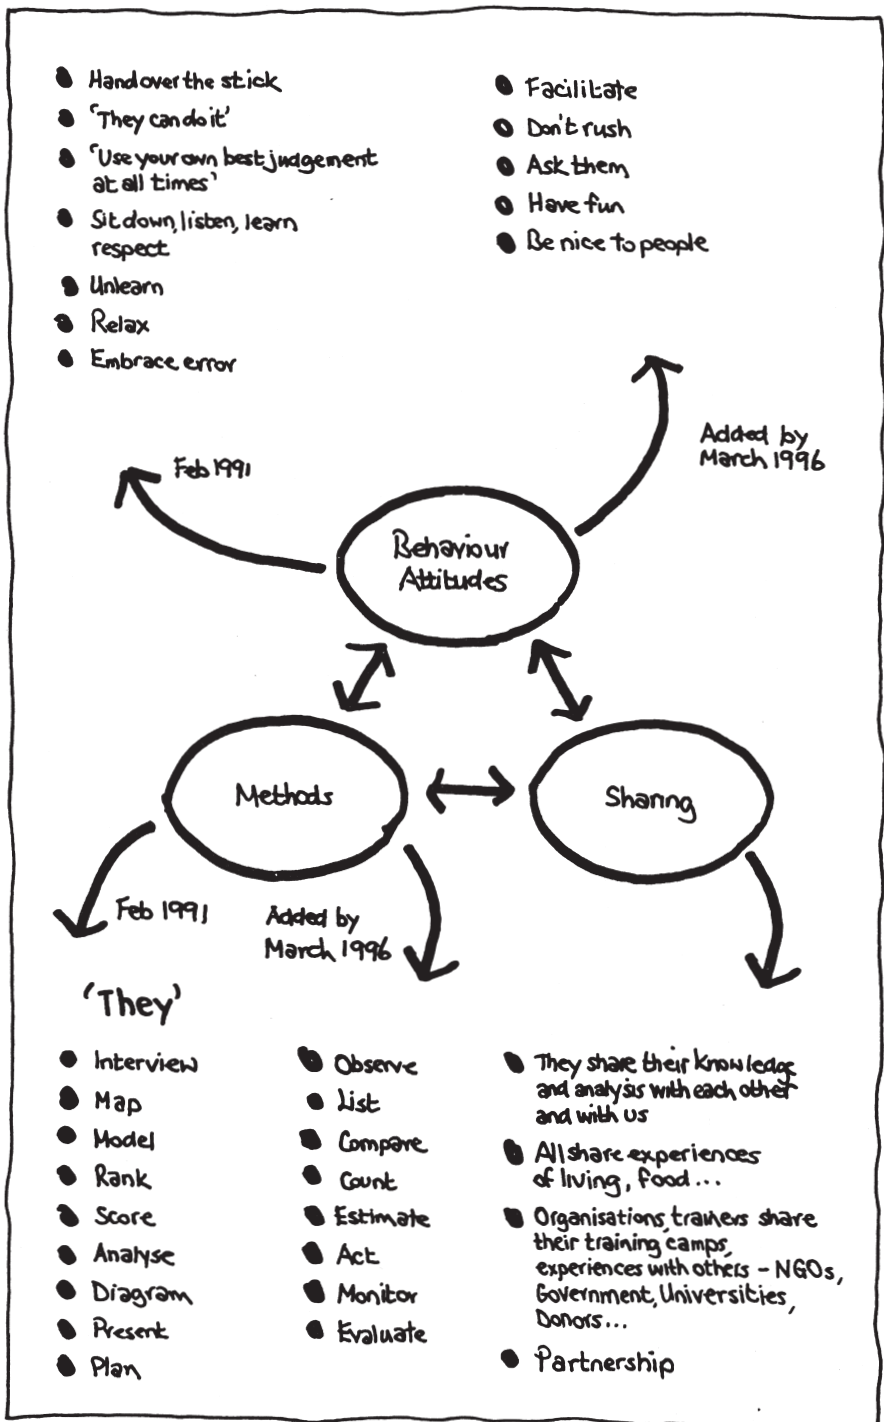 Hand over the stick
'They can do it'
'Use your own best judgement
at all times'
Sit down, listen, learn
respect
Unlearn
Relax
Embrace error
Facilitate
Don't rush
Ask them
Have fun
Be nice to people
Feb 1991
Added by
March 1996
Behaviour
Attitudes
Methods
Sharing
Feb 1991
Added by
March 1996
'They'
Interview
Map
Model
Rank
Score
Analyse
Diagram
Present
Plan
Observe
List
Compare
Count
Estimate
Act
Monitor
Evaluate
They share their knowledge
and analysis with each other
and with us
All share experiences
of living, food...
Organisations, trainers share
their training camps,
experiences with others – NGOs,
Government, Universities,
Donors...
Partnership